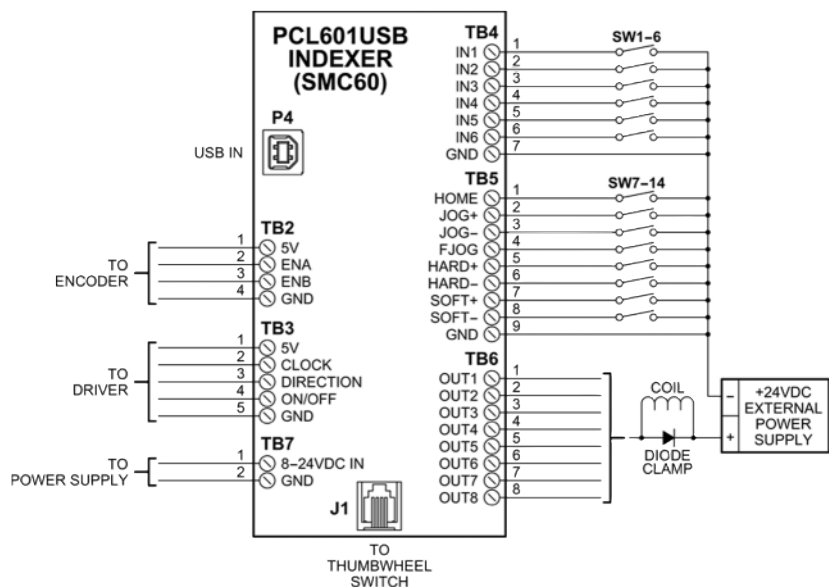 PCL601USB
INDEXER
(SMC60)
P4
USB IN
TB2
1 5V
2 ENA
3 ENB
4 GND
TO
ENCODER
TB3
1 5V
2 CLOCK
3 DIRECTION
4 ON/OFF
5 GND
TO
DRIVER
TB7
1 8-24VDC IN
2 GND
TO
POWER SUPPLY
J1
TO
THUMBWHEEL
SWITCH
TB4
SW1-6
IN1 1
IN2 2
IN3 3
IN4 4
IN5 5
IN6 6
GND 7
TB5
SW7-14
HOME 1
JOG+ 2
JOG- 3
FJOG 4
HARD+ 5
HARD- 6
SOFT+ 7
SOFT- 8
GND 9
TB6
OUT1 1
OUT2 2
OUT3 3
OUT4 4
OUT5 5
OUT6 6
OUT7 7
OUT8 8
COIL
DIODE
CLAMP
-
+
+24VDC
EXTERNAL
POWER
SUPPLY